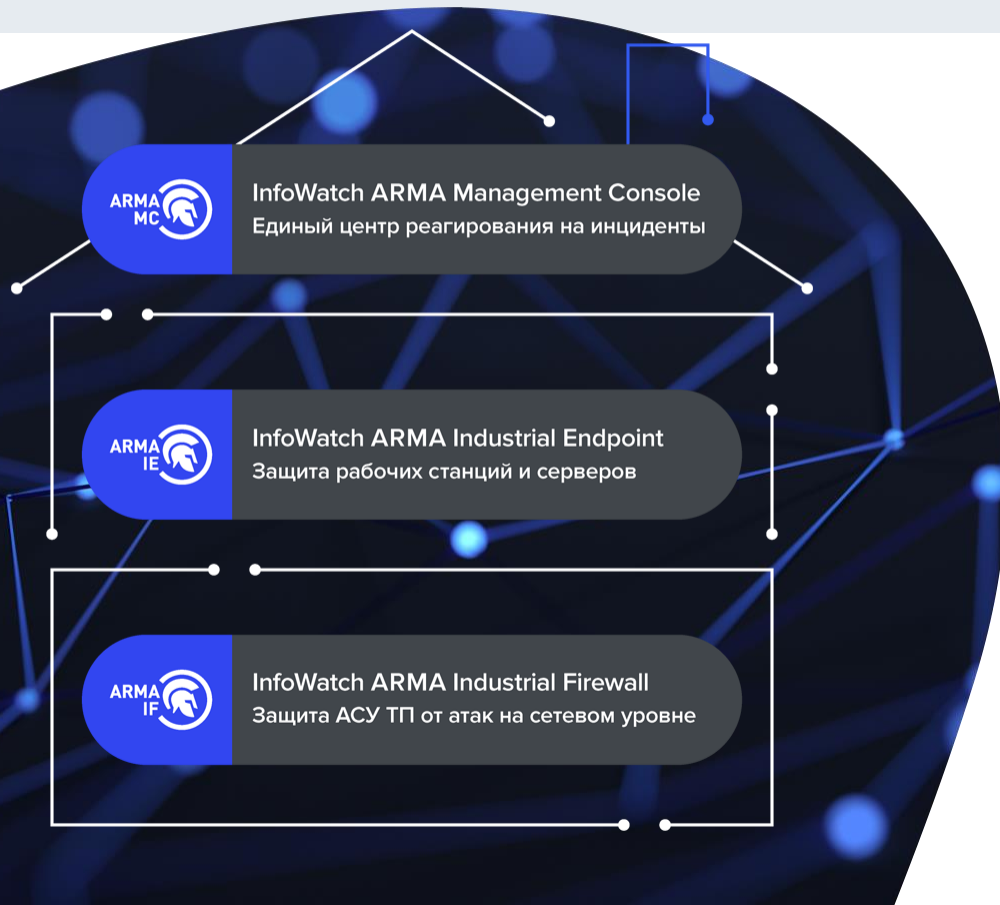 ARMA
MC
InfoWatch ARMA Management Console
Единый центр реагирования на инциденты
ARMA
IE
InfoWatch ARMA Industrial Endpoint
Защита рабочих станций и серверов
ARMA
IF
InfoWatch ARMA Industrial Firewall
Защита АСУ ТП от атак на сетевом уровне